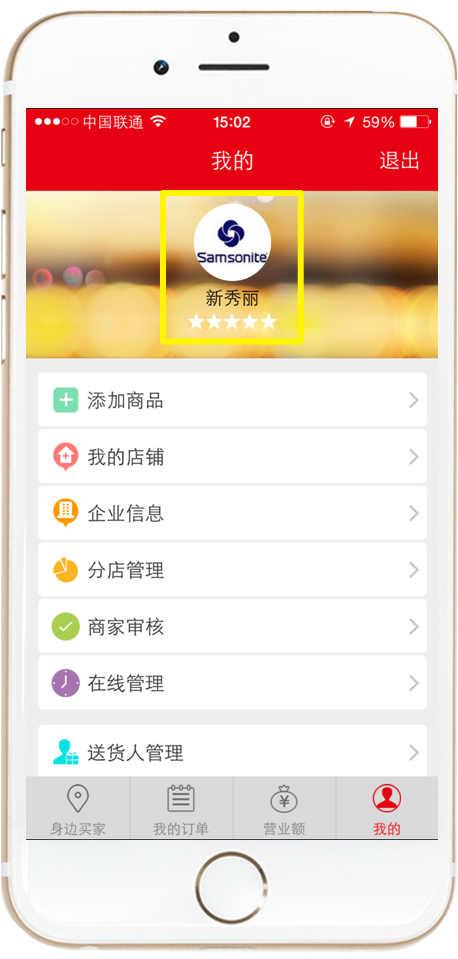 中国联通 15:02 59%
我的 退出
Samsonite
新秀丽
添加商品
我的店铺
企业信息
分店管理
商家审核
在线管理
送货人管理
身边买家 我的订单 营业额 我的